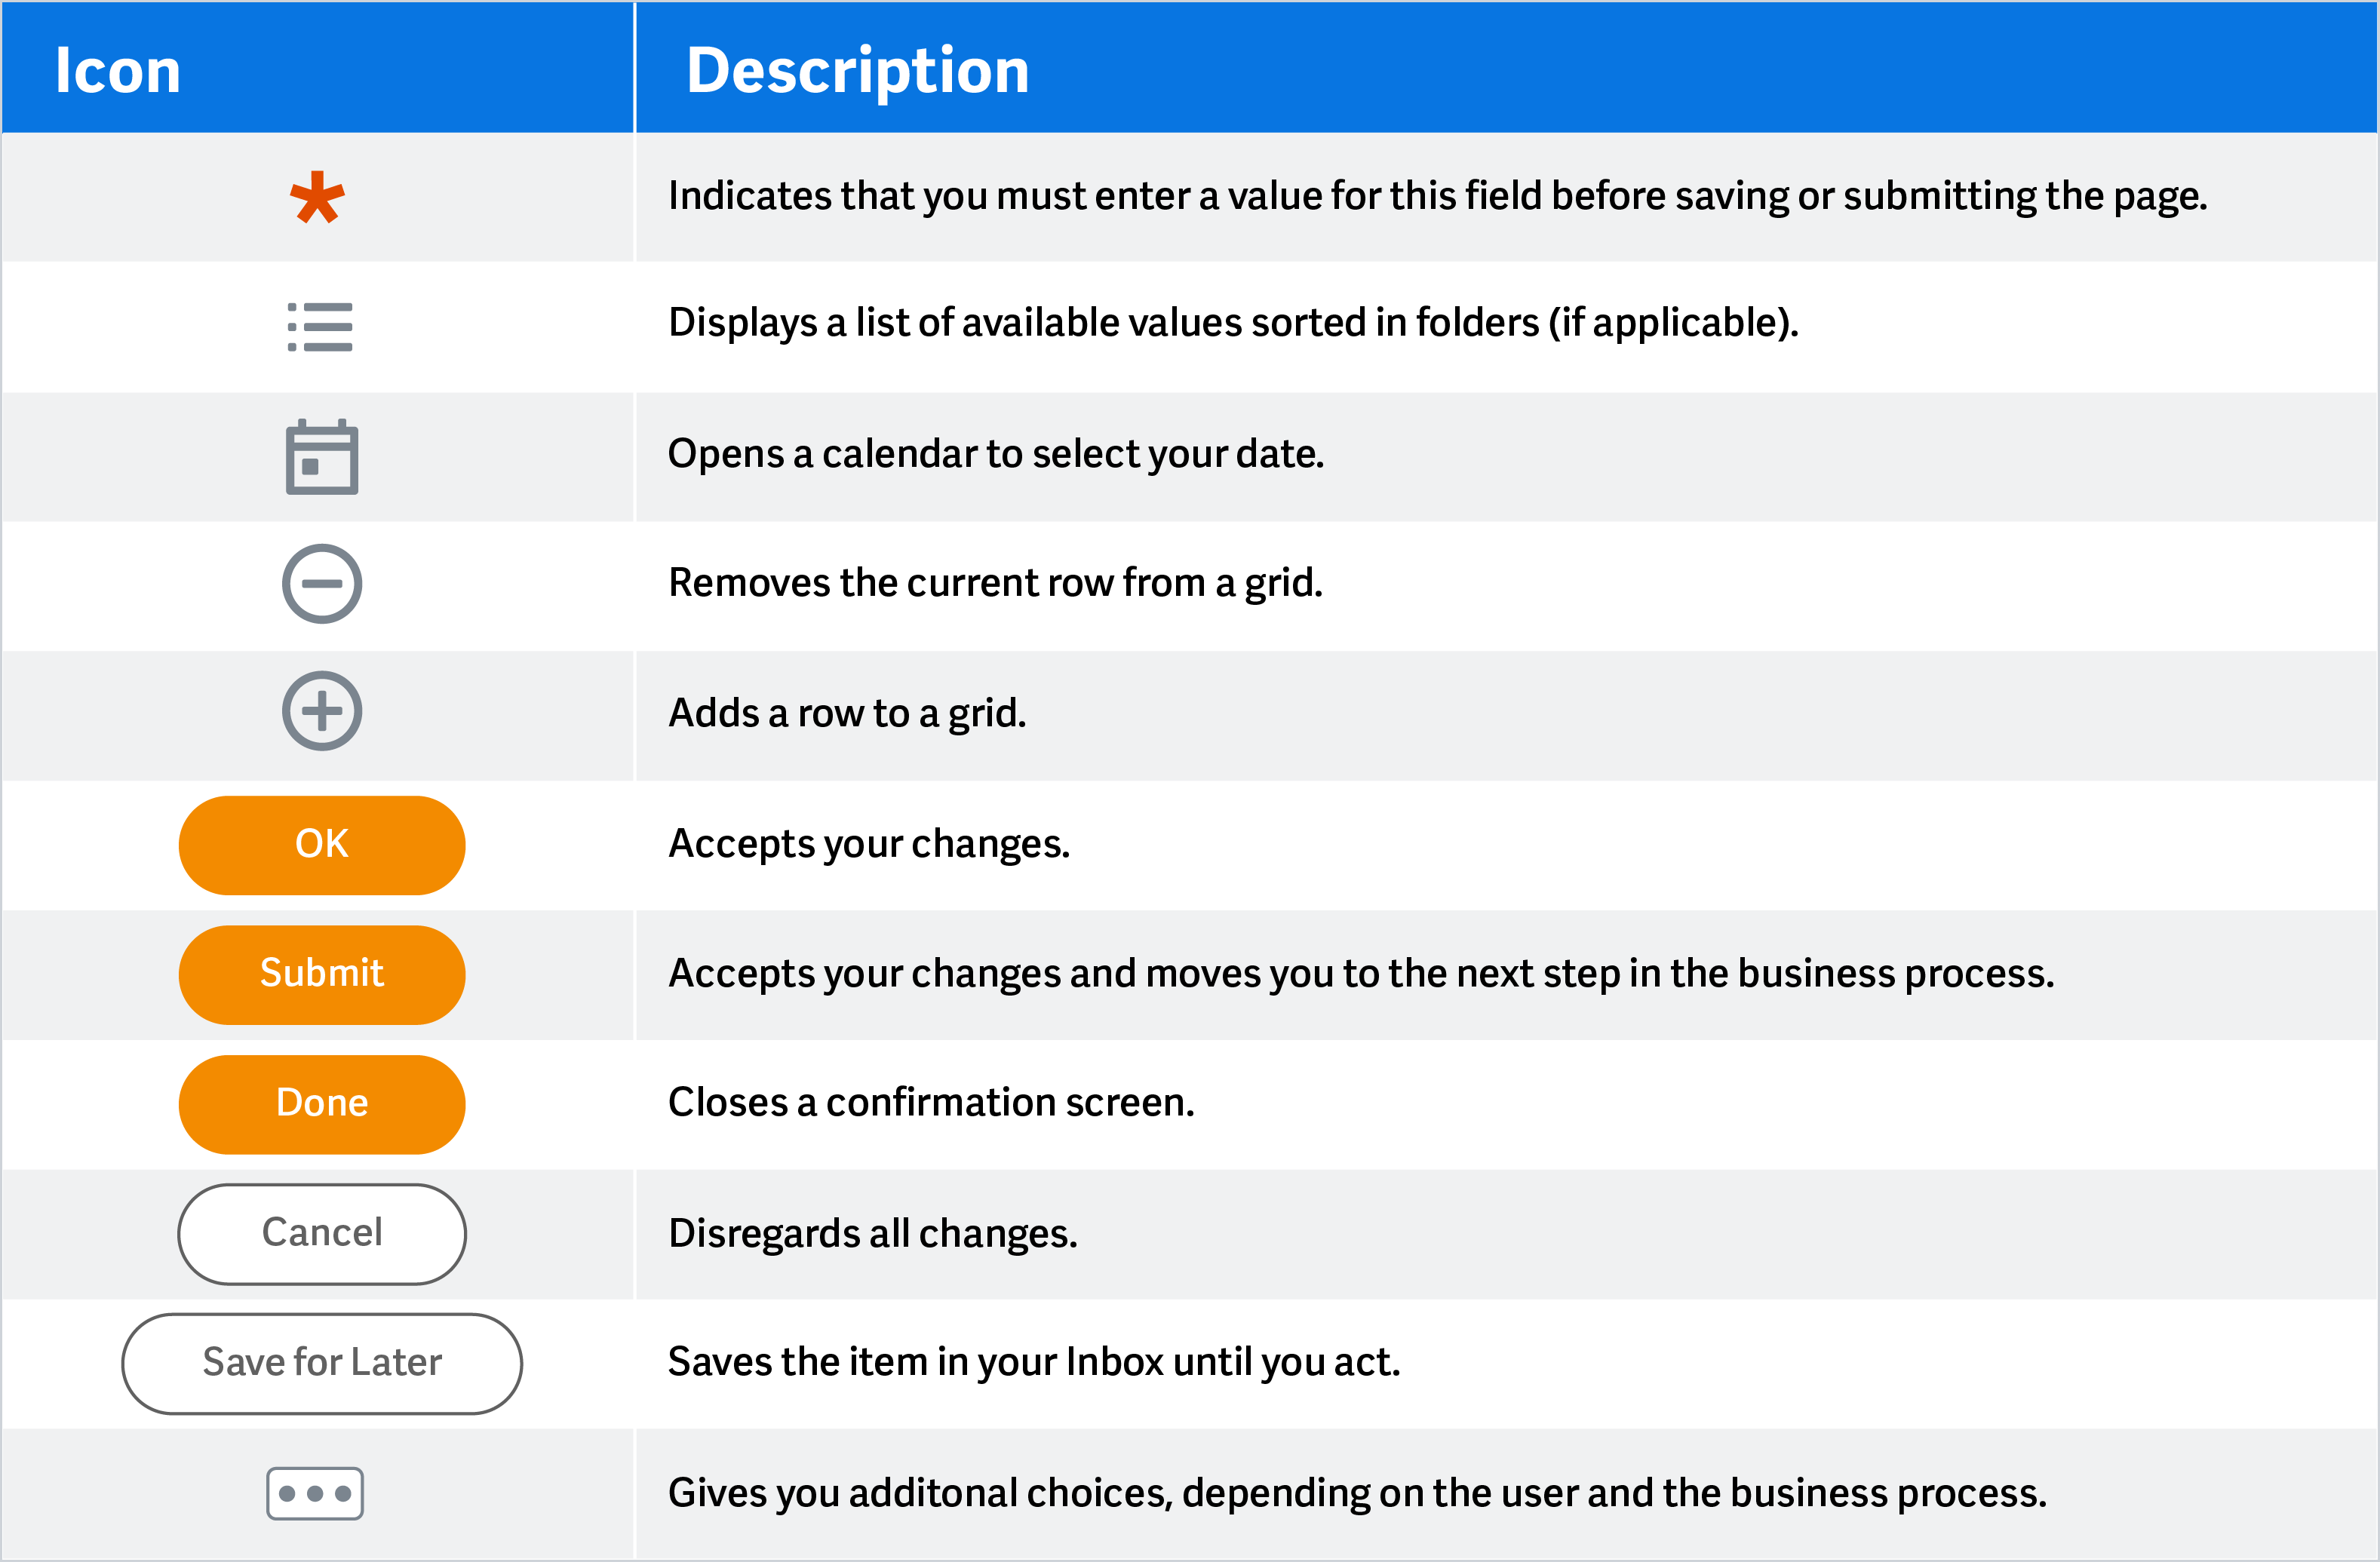 Icon Description
* Indicates that you must enter a value for this field before saving or submitting the page.
Displays a list of available values sorted in folders (if applicable).
Opens a calendar to select your date.
Removes the current row from a grid.
Adds a row to a grid.
OK Accepts your changes.
Submit Accepts your changes and moves you to the next step in the business process.
Done Closes a confirmation screen.
Cancel Disregards all changes.
Save for Later Saves the item in your Inbox until you act.
Gives you additonal choices, depending on the user and the business process.